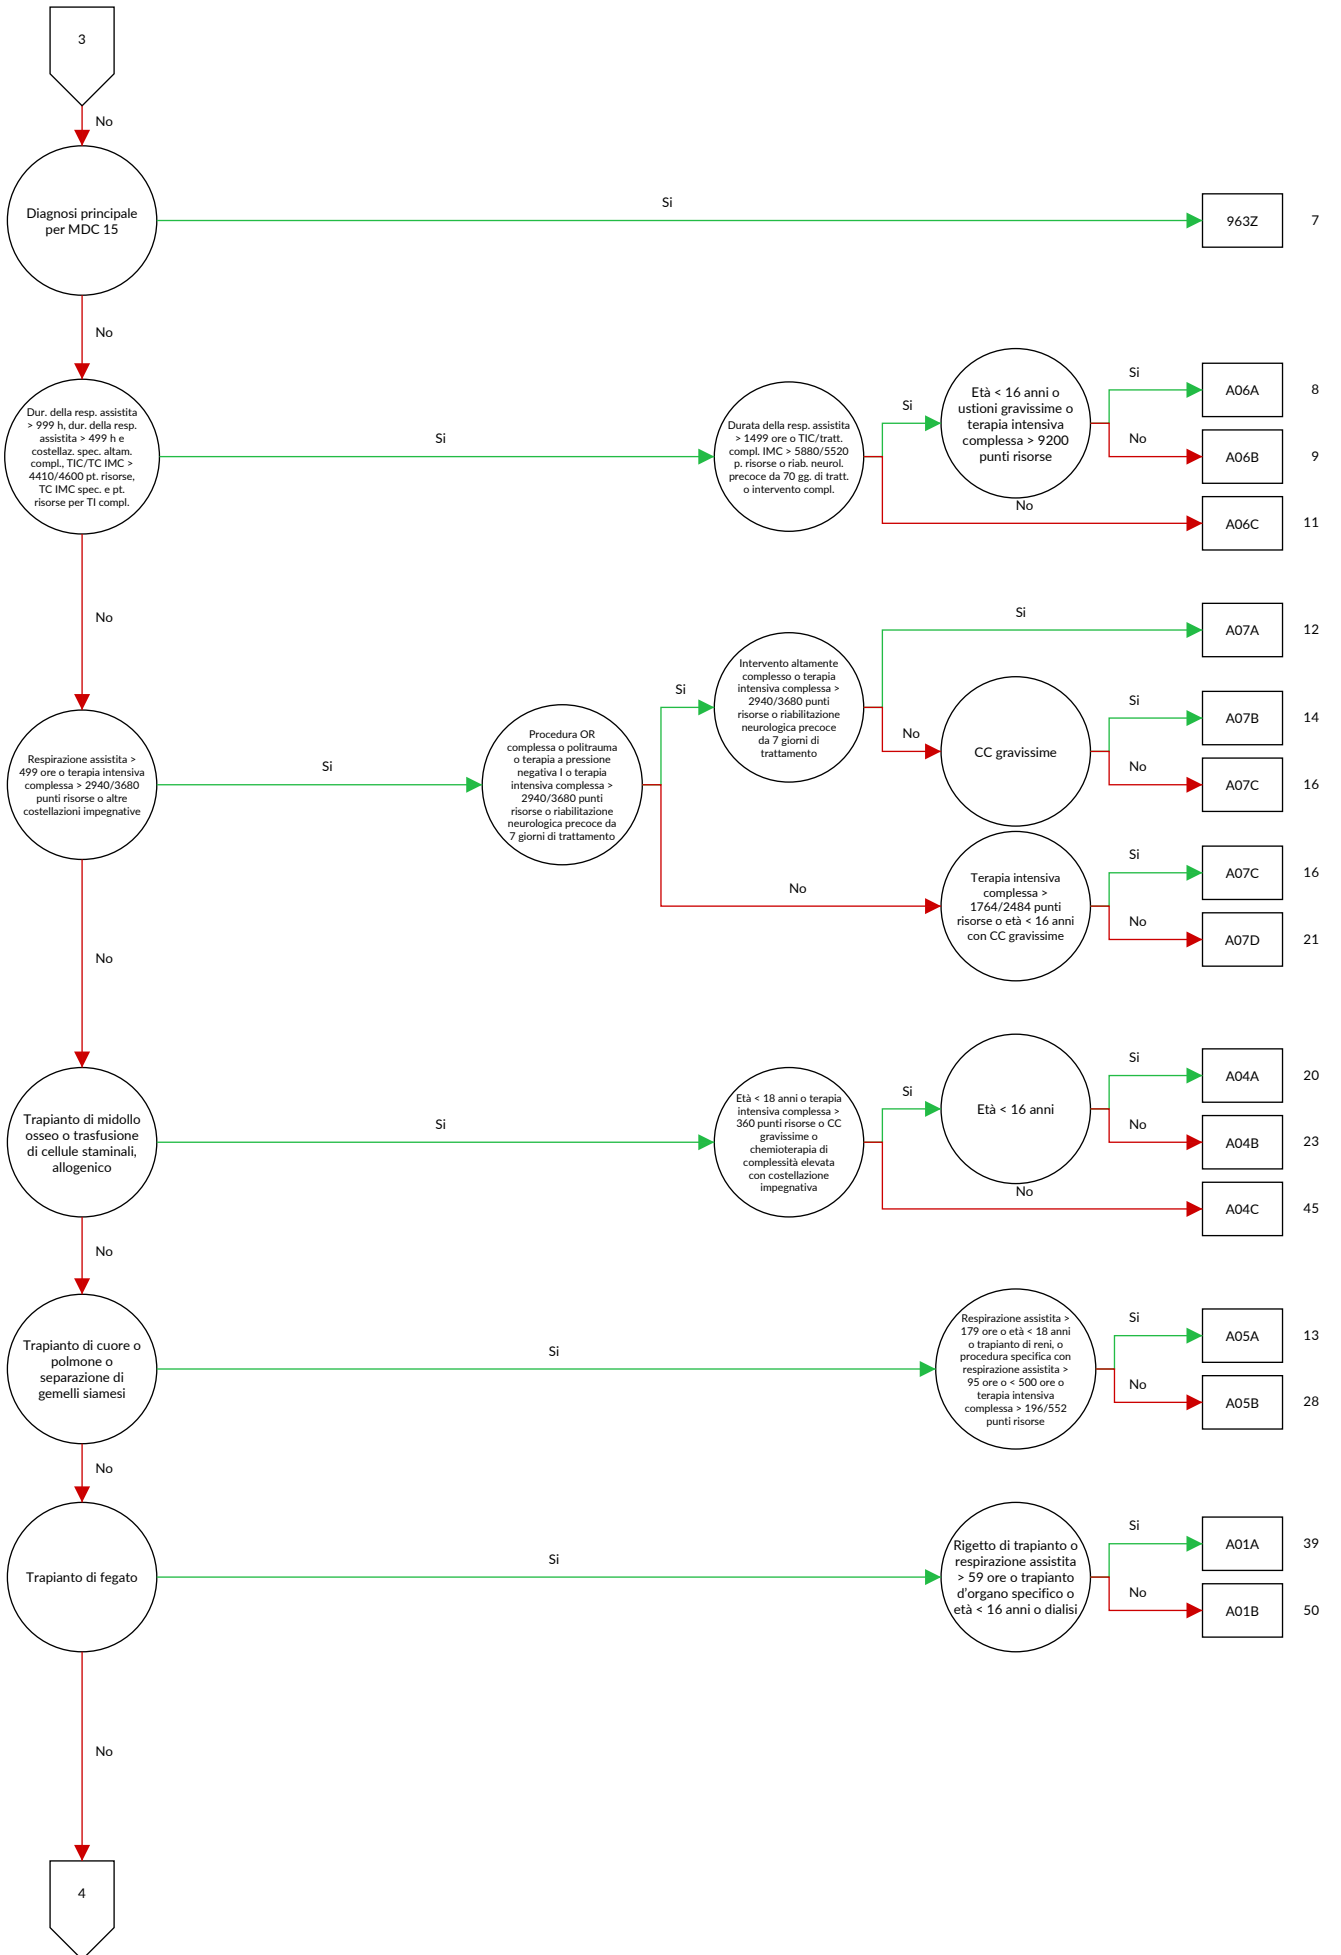 3
No
Diagnosi principale
per MDC 15
Si
963Z
7
No
Dur. della resp. assistita
> 999 h, dur. della resp.
assistita > 499 h e
costellaz. spec. altam.
compl., TIC/TC IMC >
4410/4600 pt. risorse,
TC IMC spec. e pt.
risorse per TI compl.
Si
Durata della resp. assistita
> 1499 ore o TIC/tratt.
compl. IMC > 5880/5520
p. risorse o riab. neurol.
precoce da 70 gg. di tratt.
o intervento compl.
Si
Età < 16 anni o
ustioni gravissime o
terapia intensiva
complessa > 9200
punti risorse
Si
A06A
8
No
A06B
9
No
A06C
11
No
Respirazione assistita >
499 ore o terapia intensiva
complessa > 2940/3680
punti risorse o altre
costellazioni impegnative
Si
Procedura OR
complessa o politrauma
o terapia a pressione
negativa I o terapia
intensiva complessa >
2940/3680 punti
risorse o riabilitazione
neurologica precoce da
7 giorni di trattamento
Si
Intervento altamente
complesso o terapia
intensiva complessa >
2940/3680 punti
risorse o riabilitazione
neurologica precoce
da 7 giorni di
trattamento
Si
A07A
12
No
CC gravissime
Si
A07B
14
No
A07C
16
No
Terapia intensiva
complessa >
1764/2484 punti
risorse o età < 16 anni
con CC gravissime
Si
A07C
16
No
A07D
21
No
Trapianto di midollo
osseo o trasfusione
di cellule staminali,
allogenico
Si
Età < 18 anni o terapia
intensiva complessa >
360 punti risorse o CC
gravissime o
chemioterapia di
complessità elevata
con costellazione
impegnativa
Si
Età < 16 anni
Si
A04A
20
No
A04B
23
No
A04C
45
No
Trapianto di cuore o
polmone o
separazione di
gemelli siamesi
Si
Respirazione assistita >
179 ore o età < 18 anni
o trapianto di reni, o
procedura specifica con
respirazione assistita >
95 ore o < 500 ore o
terapia intensiva
complessa > 196/552
punti risorse
Si
A05A
13
No
A05B
28
No
Trapianto di fegato
Si
Rigetto di trapianto o
respirazione assistita
> 59 ore o trapianto
d'organo specifico o
età < 16 anni o dialisi
Si
A01A
39
No
A01B
50
No
4